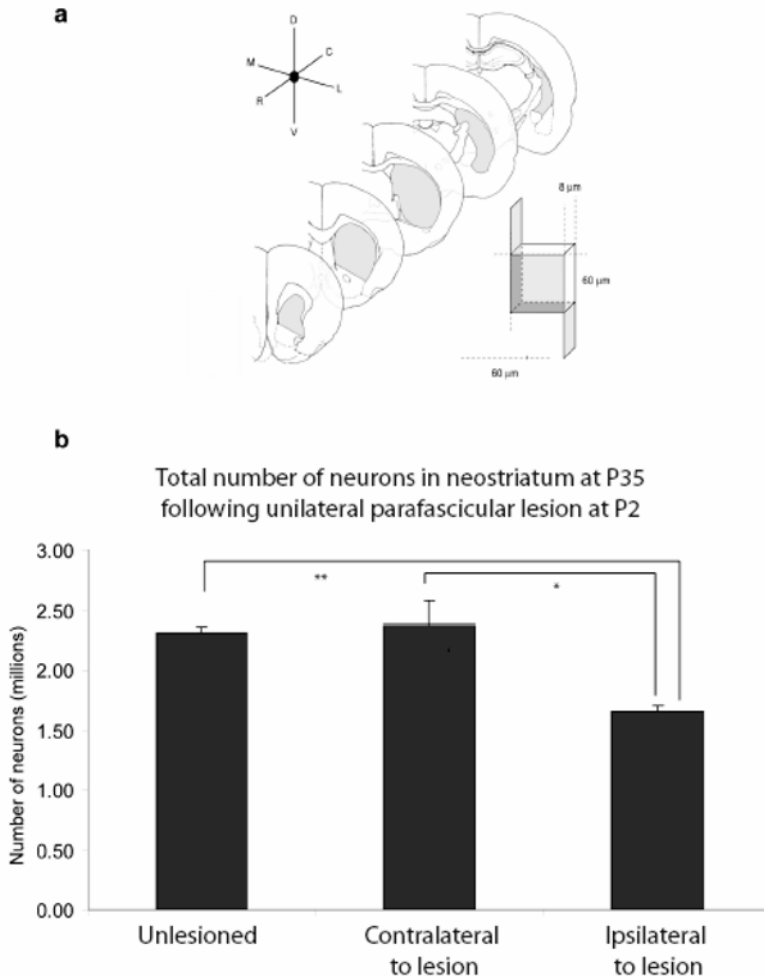 a
D
C
M
L
R
V
8 µm
60 µm
60 µm
b
Total number of neurons in neostriatum at P35
following unilateral parafascicular lesion at P2
Number of neurons (millions)
3.00
2.50
2.00
1.50
1.00
0.50
0.00
**
*
Unlesioned
Contralateral
to lesion
Ipsilateral
to lesion